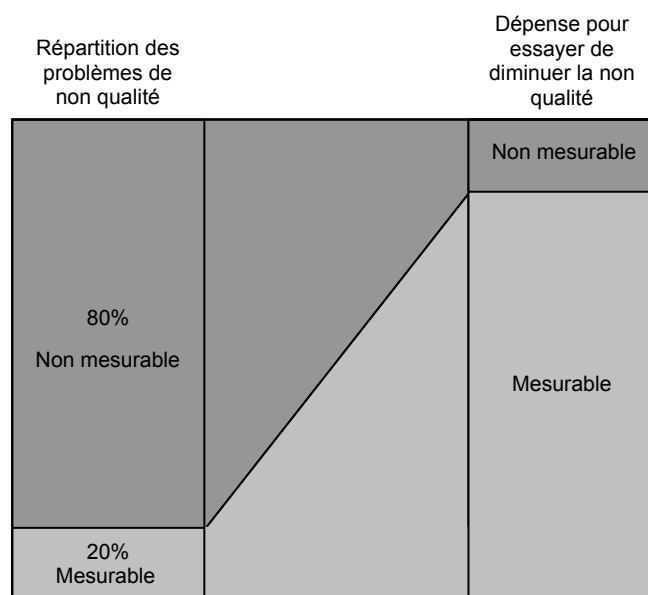 Répartition des
problèmes de
non qualité
Dépense pour
essayer de
diminuer la non
qualité
Non mesurable
80%
Non mesurable
Mesurable
20%
Mesurable